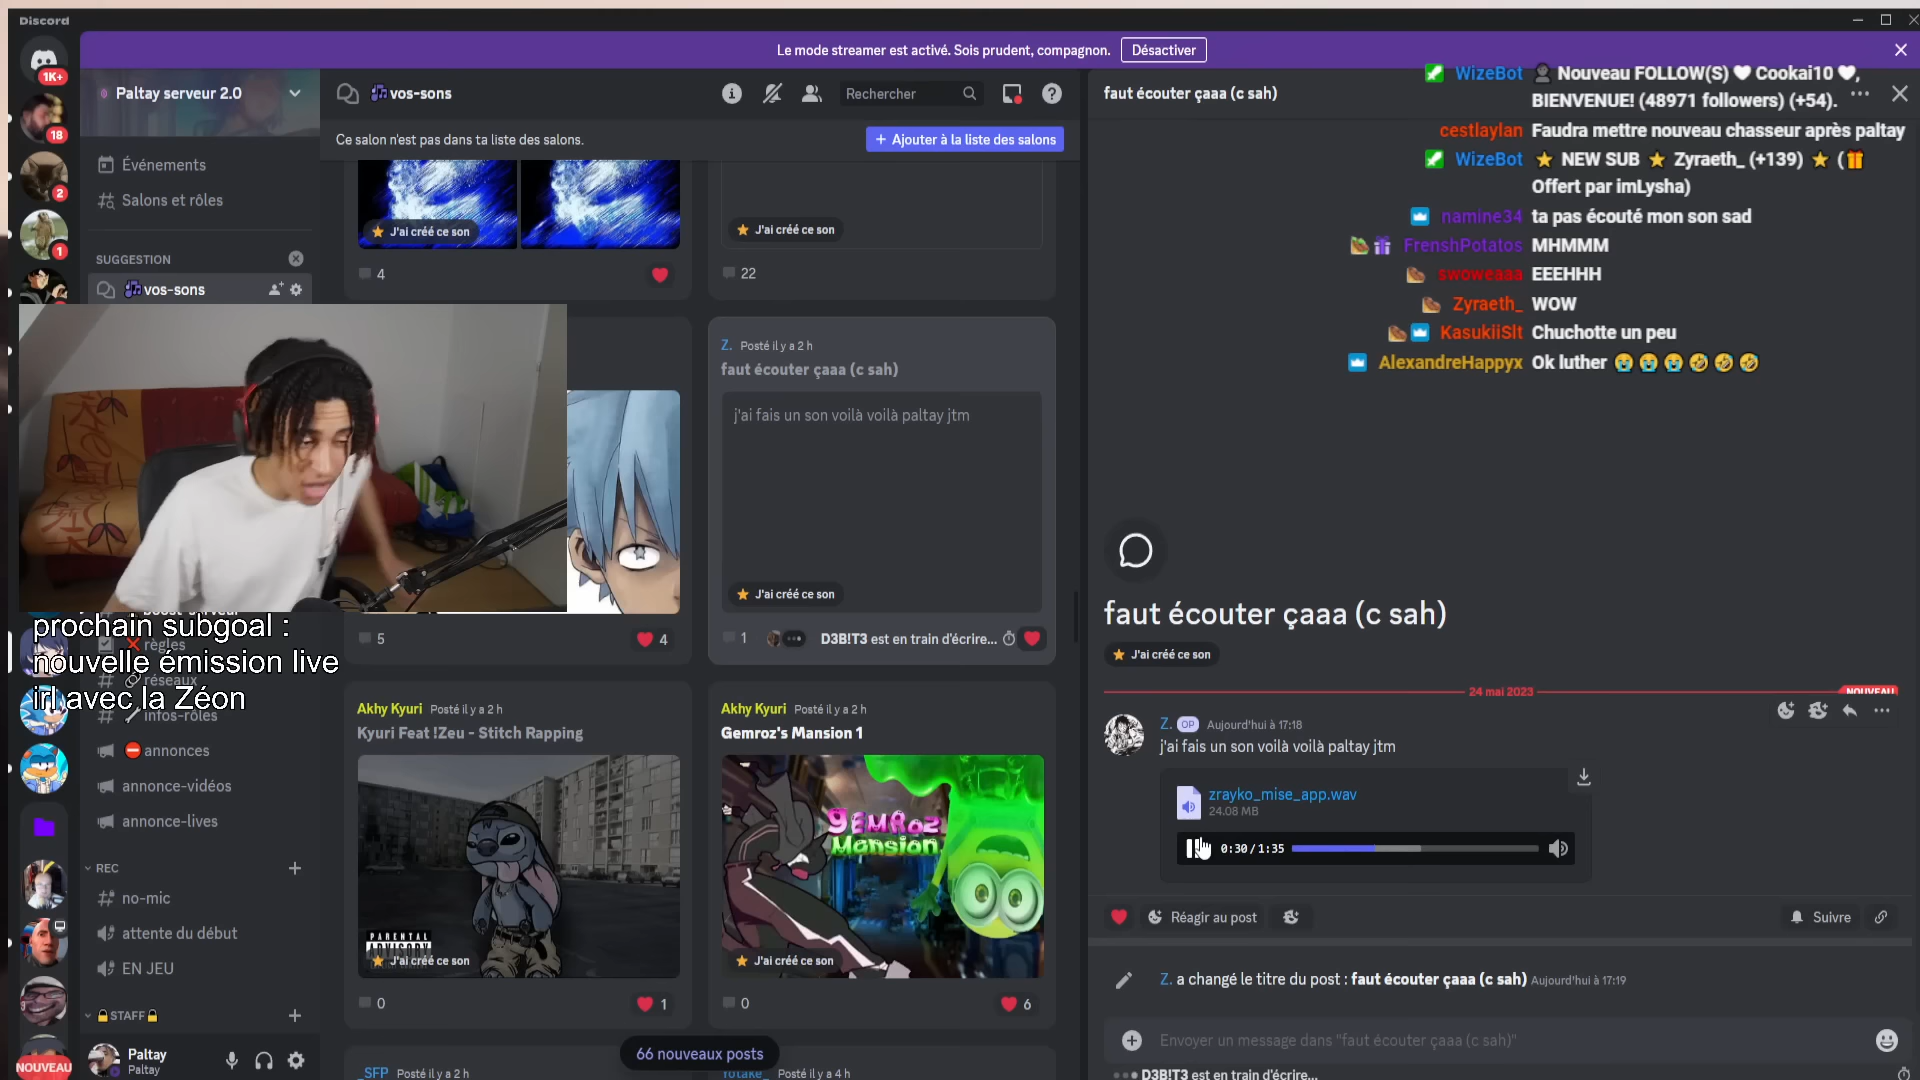 Discord
Le mode streamer est activé. Sois prudent, compagnon.
Désactiver
1K+
18
2
1
NOUVEAU
Paltay serveur 2.0
Événements
Salons et rôles
SUGGESTION
vos-sons
prochain subgoal :
règles
nouvelle émission live
réseaux
irl avec la Zéon
infos-rôles
annonces
annonce-vidéos
annonce-lives
REC
no-mic
attente du début
EN JEU
STAFF
Paltay
Paltay
vos-sons
Rechercher
Ce salon n'est pas dans ta liste des salons.
+ Ajouter à la liste des salons
J'ai créé ce son
4
J'ai créé ce son
22
5
4
Z. Posté il y a 2 h
faut écouter çaaa (c sah)
j'ai fais un son voilà voilà paltay jtm
J'ai créé ce son
1
D3B!T3 est en train d'écrire...
Akhy Kyuri Posté il y a 2 h
Kyuri Feat !Zeu - Stitch Rapping
PARENTAL
J'ai créé ce son
0
1
Akhy Kyuri Posté il y a 2 h
Gemroz's Mansion 1
GEMROZ
Mansion
J'ai créé ce son
0
6
66 nouveaux posts
_SFP Posté il y a 2 h
Yotake_ Posté il y a 4 h
faut écouter çaaa (c sah)
WizeBot Nouveau FOLLOW(S) Cookai10 ,
BIENVENUE! (48971 followers) (+54).
cestlaylan Faudra mettre nouveau chasseur après paltay
WizeBot NEW SUB Zyraeth_ (+139) (
Offert par imLysha)
namine34 ta pas écouté mon son sad
FrenshPotatos MHMMM
swoweaaa EEEHHH
Zyraeth_ WOW
KasukiiSlt Chuchotte un peu
AlexandreHappyx Ok luther 😭😭😭🤣🤣🤣
faut écouter çaaa (c sah)
J'ai créé ce son
24 mai 2023
NOUVEAU
Z. OP Aujourd'hui à 17:18
j'ai fais un son voilà voilà paltay jtm
zrayko_mise_app.wav
24.08 MB
0:30/1:35
Réagir au post
Suivre
Z. a changé le titre du post : faut écouter çaaa (c sah) Aujourd'hui à 17:19
Envoyer un message dans "faut écouter çaaa (c sah)"
D3B!T3 est en train d'écrire...